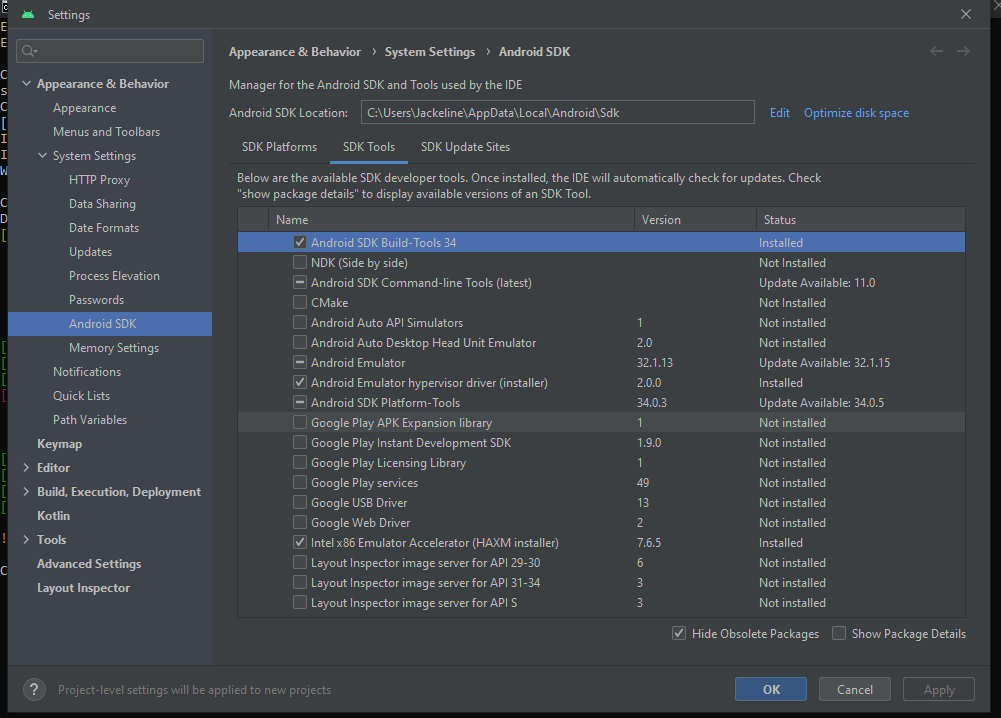 Settings
Appearance & Behavior › System Settings › Android SDK
Manager for the Android SDK and Tools used by the IDE
Android SDK Location: C:\Users\Jackeline\AppData\Local\Android\Sdk Edit Optimize disk space
SDK Platforms SDK Tools SDK Update Sites
Below are the available SDK developer tools. Once installed, the IDE will automatically check for updates. Check
"show package details" to display available versions of an SDK Tool.
Name Version Status
Android SDK Build-Tools 34 Installed
NDK (Side by side) Not Installed
Android SDK Command-line Tools (latest) Update Available: 11.0
CMake Not Installed
Android Auto API Simulators 1 Not installed
Android Auto Desktop Head Unit Emulator 2.0 Not installed
Android Emulator 32.1.13 Update Available: 32.1.15
Android Emulator hypervisor driver (installer) 2.0.0 Installed
Android SDK Platform-Tools 34.0.3 Update Available: 34.0.5
Google Play APK Expansion library 1 Not installed
Google Play Instant Development SDK 1.9.0 Not installed
Google Play Licensing Library 1 Not installed
Google Play services 49 Not installed
Google USB Driver 13 Not installed
Google Web Driver 2 Not installed
Intel x86 Emulator Accelerator (HAXM installer) 7.6.5 Installed
Layout Inspector image server for API 29-30 6 Not installed
Layout Inspector image server for API 31-34 3 Not installed
Layout Inspector image server for API S 3 Not installed
Hide Obsolete Packages Show Package Details
Appearance & Behavior
Appearance
Menus and Toolbars
System Settings
HTTP Proxy
Data Sharing
Date Formats
Updates
Process Elevation
Passwords
Android SDK
Memory Settings
Notifications
Quick Lists
Path Variables
Keymap
Editor
Build, Execution, Deployment
Kotlin
Tools
Advanced Settings
Layout Inspector
? Project-level settings will be applied to new projects
OK Cancel Apply